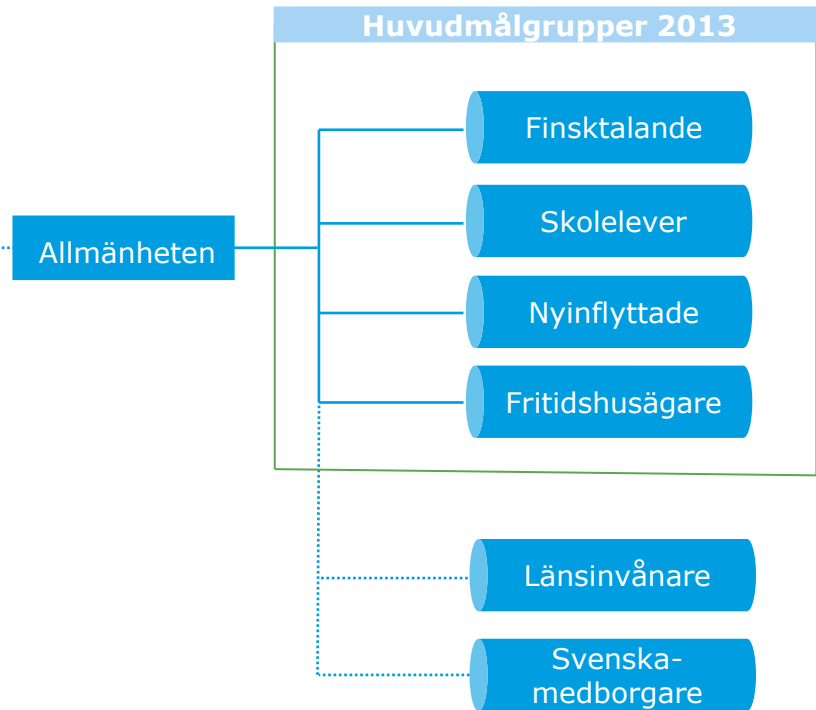 Huvudmålgrupper 2013
Finsktalande
Skolelever
Allmänheten
Nyinflyttade
Fritidshusägare
Länsinvånare
Svenska-
medborgare